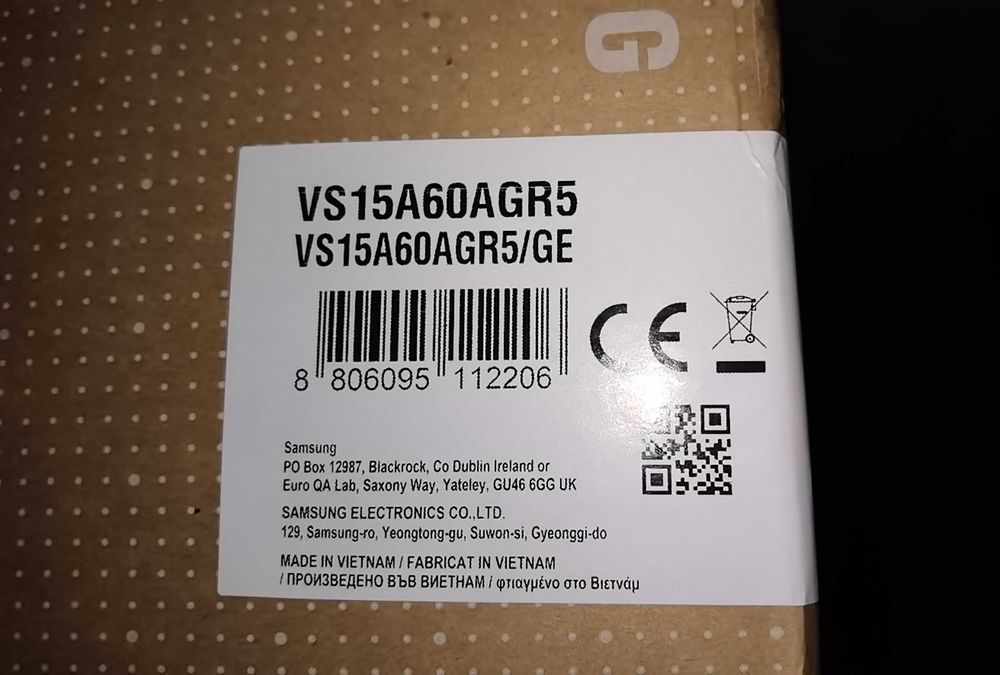 G
VS15A60AGR5
VS15A60AGR5/GE
8 806095 112206
CE
Samsung
PO Box 12987, Blackrock, Co Dublin Ireland or
Euro QA Lab, Saxony Way, Yateley, GU46 6GG UK
SAMSUNG ELECTRONICS CO.,LTD.
129, Samsung-ro, Yeongtong-gu, Suwon-si, Gyeonggi-do
MADE IN VIETNAM / FABRICAT IN VIETNAM
/ ПРОИЗВЕДЕНО ВЪВ ВИЕТНАМ / φτιαγμένο στο Βιετνάμ